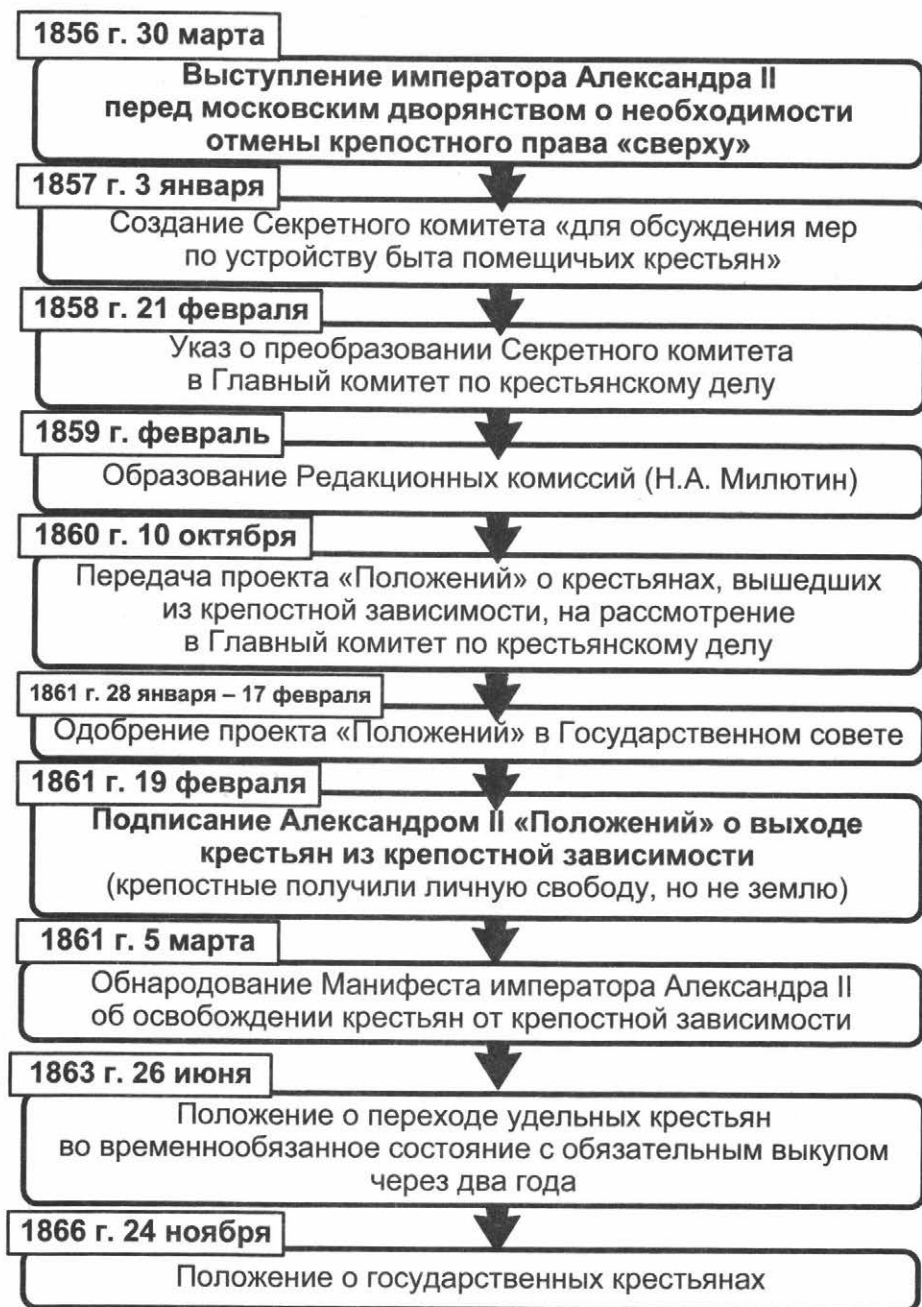 1856 г. 30 марта
Выступление императора Александра II
перед московским дворянством о необходимости
отмены крепостного права «сверху»
1857 г. 3 января
Создание Секретного комитета «для обсуждения мер
по устройству быта помещичьих крестьян»
1858 г. 21 февраля
Указ о преобразовании Секретного комитета
в Главный комитет по крестьянскому делу
1859 г. февраль
Образование Редакционных комиссий (Н.А. Милютин)
1860 г. 10 октября
Передача проекта «Положений» о крестьянах, вышедших
из крепостной зависимости, на рассмотрение
в Главный комитет по крестьянскому делу
1861 г. 28 января – 17 февраля
Одобрение проекта «Положений» в Государственном совете
1861 г. 19 февраля
Подписание Александром II «Положений» о выходе
крестьян из крепостной зависимости
(крепостные получили личную свободу, но не землю)
1861 г. 5 марта
Обнародование Манифеста императора Александра II
об освобождении крестьян от крепостной зависимости
1863 г. 26 июня
Положение о переходе удельных крестьян
во временнообязанное состояние с обязательным выкупом
через два года
1866 г. 24 ноября
Положение о государственных крестьянах